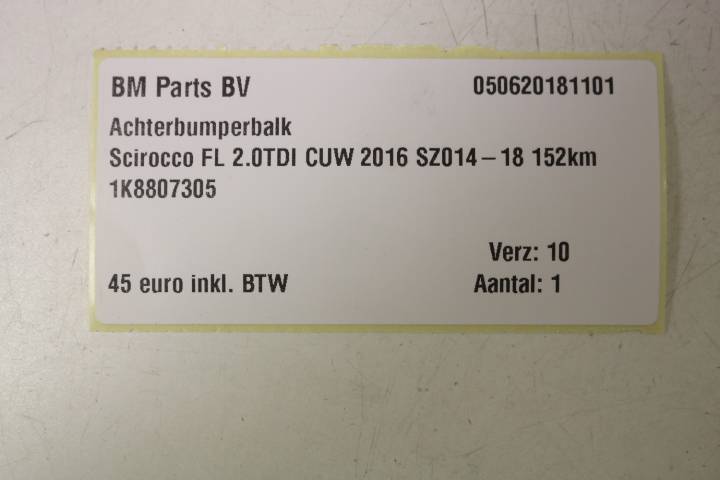 BM Parts BV 050620181101
Achterbumperbalk
Scirocco FL 2.0TDI CUW 2016 SZ014-18 152km
1K8807305
Verz: 10
45 euro inkl. BTW Aantal: 1